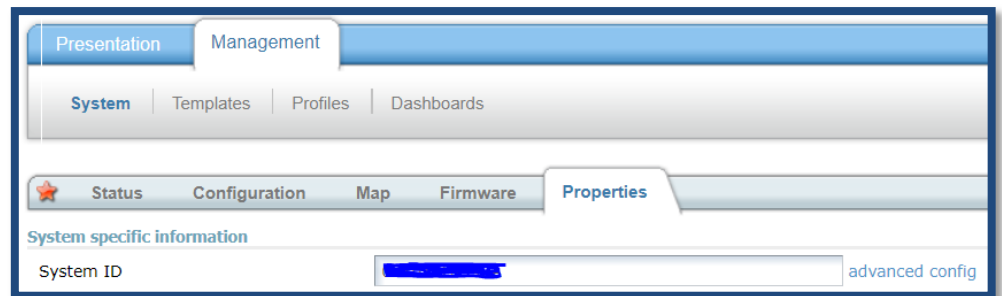 Presentation Management
System Templates Profiles Dashboards
Status Configuration Map Firmware Properties
System specific information
System ID advanced config